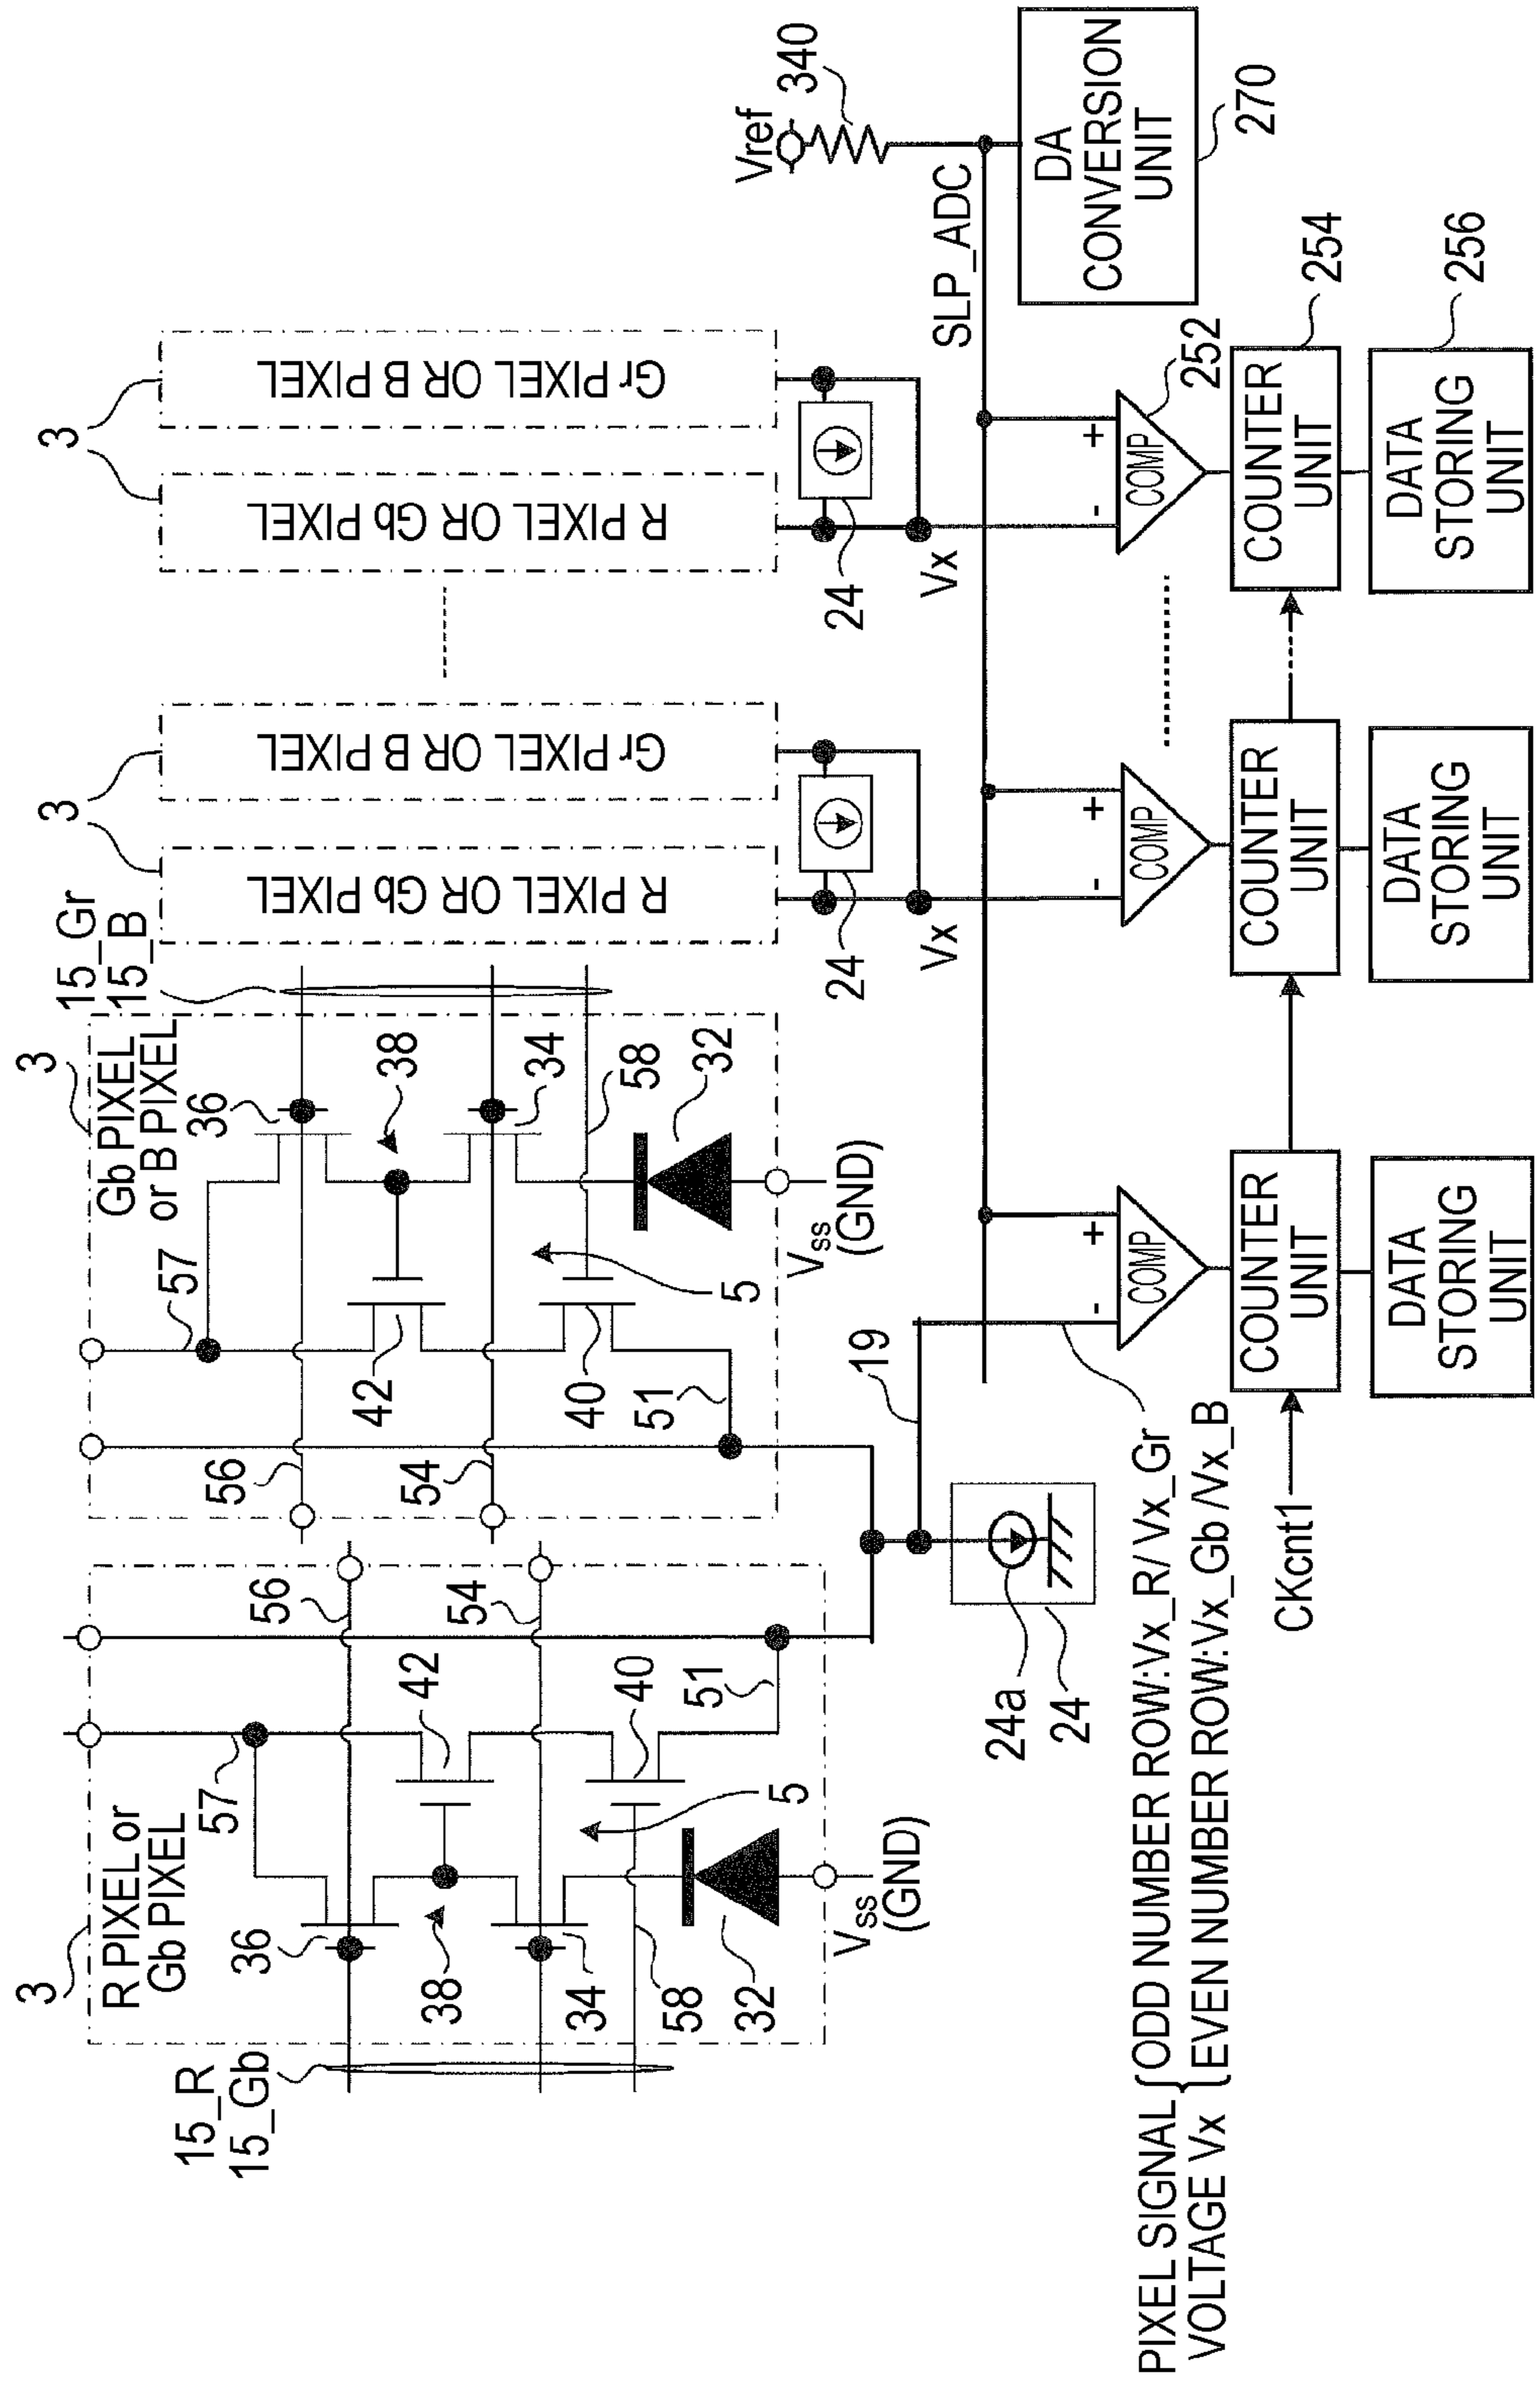 3
R PIXEL or
Gb PIXEL
57
56
36
42
38
54
34
40
5
58
51
32
Vss
(GND)
15_R
15_Gb
3
Gb PIXEL
or B PIXEL
57
56
36
42
38
54
34
40
5
58
51
32
Vss
(GND)
15_Gr
15_B
3
R PIXEL OR Gb PIXEL
Gr PIXEL OR B PIXEL
24
Vx
3
R PIXEL OR Gb PIXEL
Gr PIXEL OR B PIXEL
24
Vx
Vref
340
SLP_ADC
DA
CONVERSION
UNIT
270
19
24a
24
PIXEL SIGNAL
VOLTAGE Vx
ODD NUMBER ROW:Vx_R/ Vx_Gr
EVEN NUMBER ROW:Vx_Gb /Vx_B
- +
COMP
- +
COMP
- +
COMP
252
CKcnt1
COUNTER
UNIT
COUNTER
UNIT
COUNTER
UNIT
254
DATA
STORING
UNIT
DATA
STORING
UNIT
DATA
STORING
UNIT
256